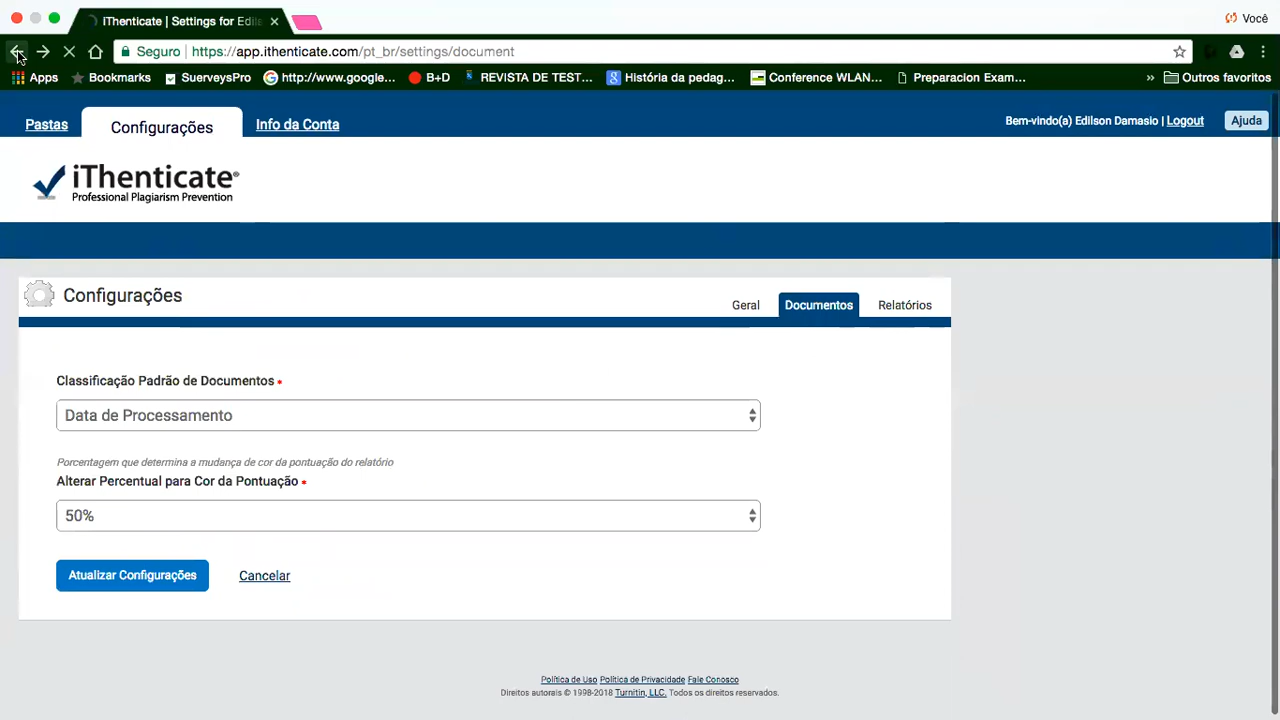 iThenticate | Settings for Edils
Você
Seguro https://app.ithenticate.com/pt_br/settings/document
Apps Bookmarks SuerveysPro http://www.google... B+D REVISTA DE TEST... História da pedag... Conference WLAN... Preparacion Exam... » Outros favoritos
Pastas Configurações Info da Conta Bem-vindo(a) Edilson Damasio | Logout Ajuda
iThenticate®
Professional Plagiarism Prevention
Configurações
Geral Documentos Relatórios
Classificação Padrão de Documentos •
Data de Processamento
Porcentagem que determina a mudança de cor da pontuação do relatório
Alterar Percentual para Cor da Pontuação •
50%
Atualizar Configurações Cancelar
Política de Uso Política de Privacidade Fale Conosco
Direitos autorais © 1998-2018 Turnitin, LLC. Todos os direitos reservados.